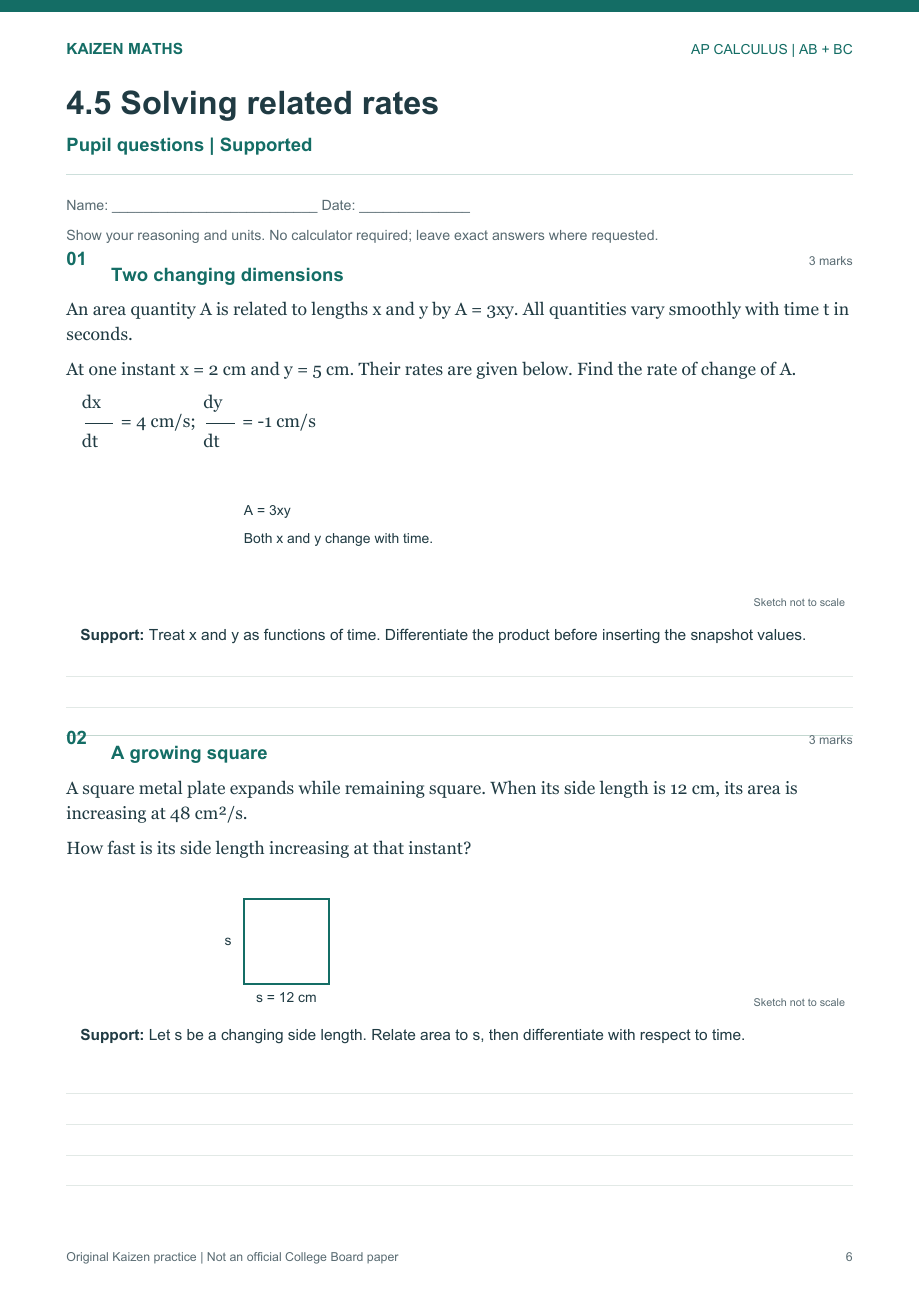 KAIZEN MATHS
AP CALCULUS | AB + BC
4.5 Solving related rates
Pupil questions | Supported
Name: ___________________________ Date: ______________
Show your reasoning and units. No calculator required; leave exact answers where requested.
01
3 marks
Two changing dimensions
An area quantity A is related to lengths x and y by A = 3xy. All quantities vary smoothly with time t in
seconds.
At one instant x = 2 cm and y = 5 cm. Their rates are given below. Find the rate of change of A.
dx dy
= 4 cm/s; = -1 cm/s
dt dt
A = 3xy
Both x and y change with time.
Sketch not to scale
Support: Treat x and y as functions of time. Differentiate the product before inserting the snapshot values.
02
3 marks
A growing square
A square metal plate expands while remaining square. When its side length is 12 cm, its area is
increasing at 48 cm²/s.
How fast is its side length increasing at that instant?
s
s = 12 cm
Sketch not to scale
Support: Let s be a changing side length. Relate area to s, then differentiate with respect to time.
Original Kaizen practice | Not an official College Board paper
6